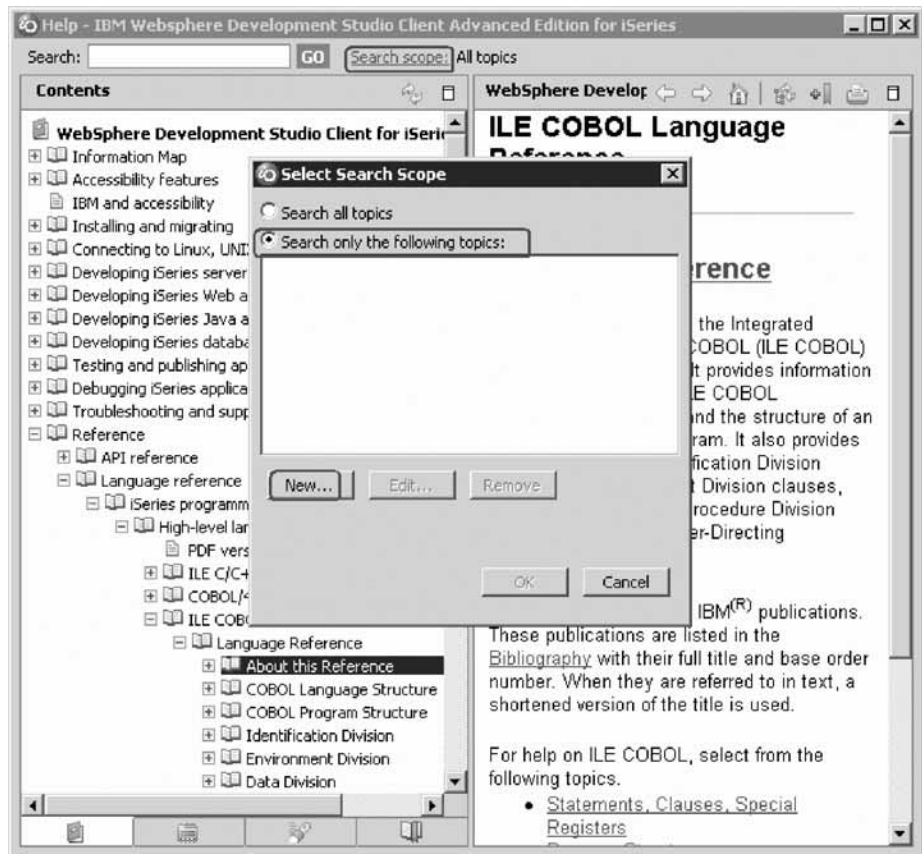 Help - IBM Websphere Development Studio Client Advanced Edition for iSeries
Search: GO Search scope: All topics
Contents
WebSphere Development Studio Client for iSerie
Information Map
Accessibility features
IBM and accessibility
Installing and migrating
Connecting to Linux, UNI
Developing iSeries server
Developing iSeries Web a
Developing iSeries Java a
Developing iSeries databa
Testing and publishing ap
Debugging iSeries applica
Troubleshooting and supp
Reference
API reference
Language reference
iSeries programm
High-level lar
PDF vers
ILE C/C+
COBOL/4
ILE COBO
Language Reference
About this Reference
COBOL Language Structure
COBOL Program Structure
Identification Division
Environment Division
Data Division
Select Search Scope
Search all topics
Search only the following topics:
New... Edit... Remove
OK Cancel
WebSphere Develop
ILE COBOL Language
Reference
rence
the Integrated
COBOL (ILE COBOL)
It provides information
E COBOL
and the structure of an
ram. It also provides
fication Division
t Division clauses,
rocedure Division
er-Directing
IBM(R) publications.
These publications are listed in the
Bibliography with their full title and base order
number. When they are referred to in text, a
shortened version of the title is used.
For help on ILE COBOL, select from the
following topics.
• Statements, Clauses, Special
Registers